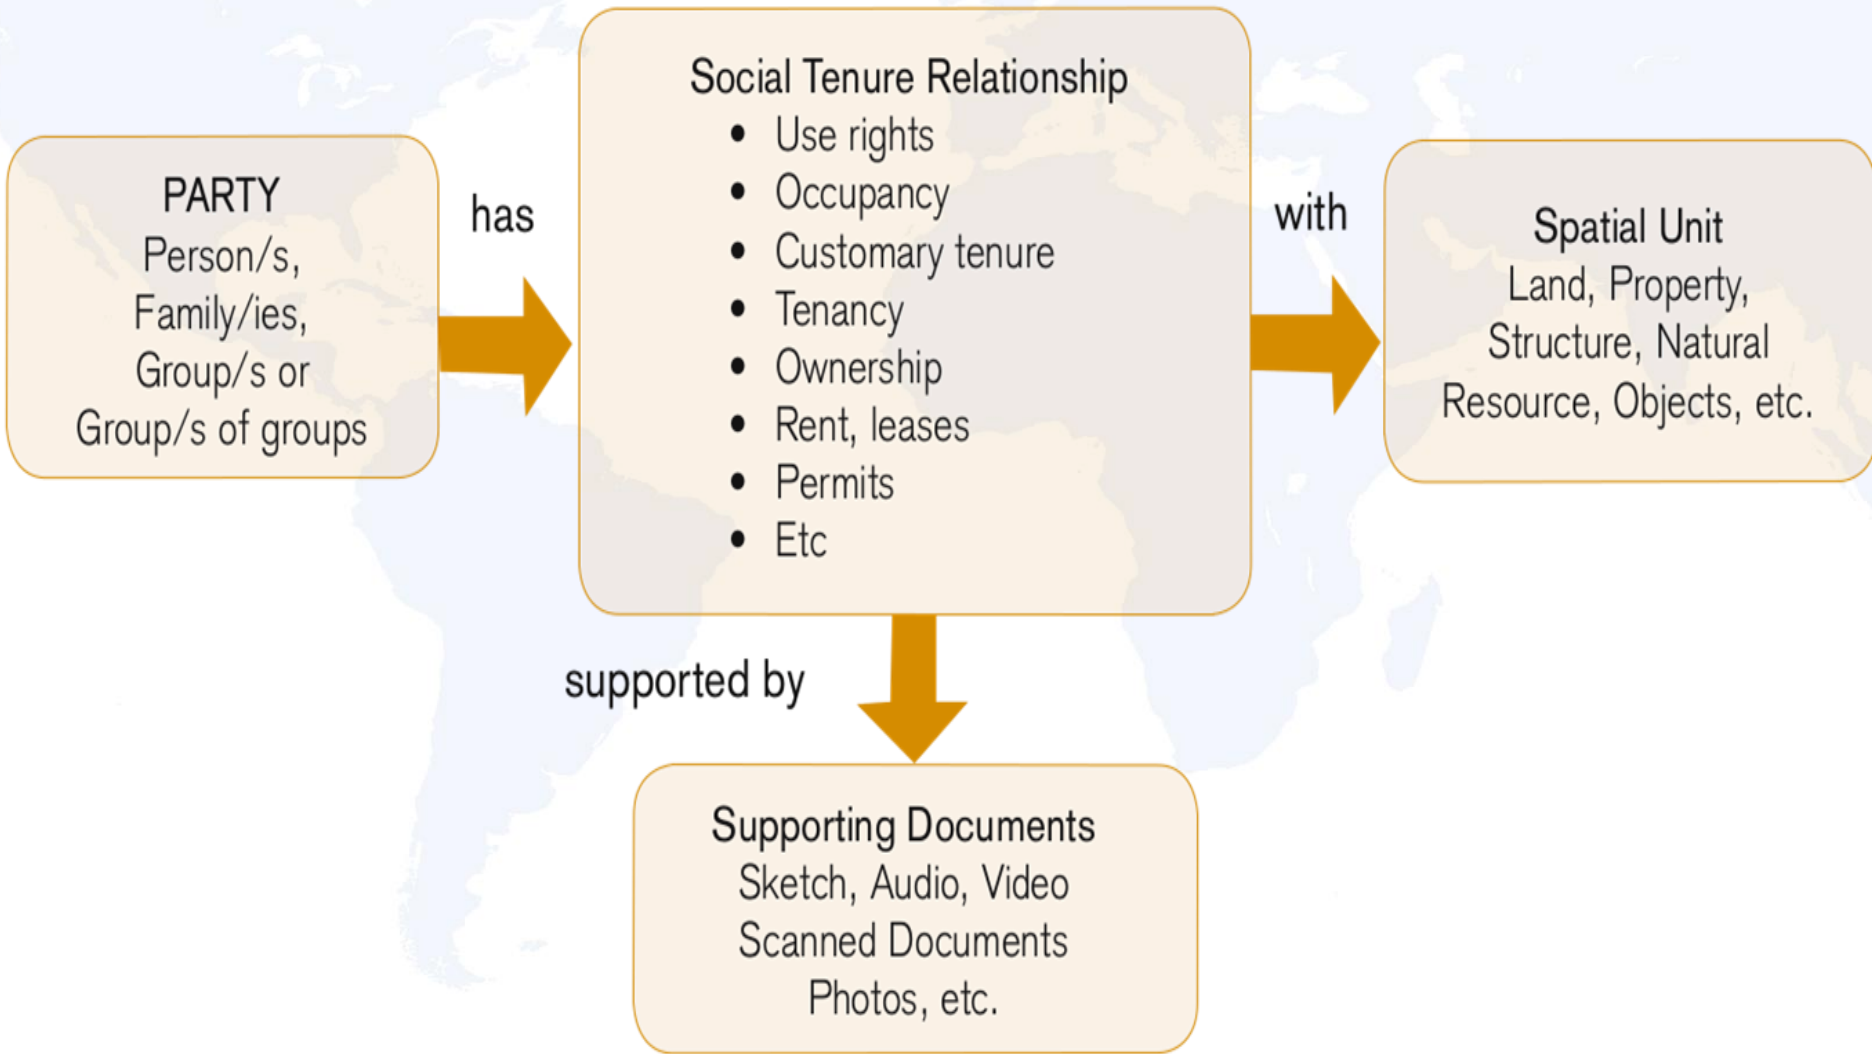 PARTY
Person/s,
Family/ies,
Group/s or
Group/s of groups
has
Social Tenure Relationship
• Use rights
• Occupancy
• Customary tenure
• Tenancy
• Ownership
• Rent, leases
• Permits
• Etc
with
Spatial Unit
Land, Property,
Structure, Natural
Resource, Objects, etc.
supported by
Supporting Documents
Sketch, Audio, Video
Scanned Documents
Photos, etc.